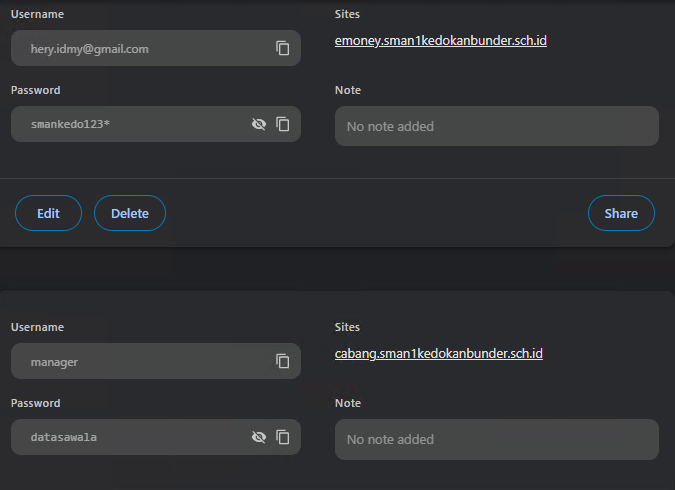 Username
Sites
hery.idmy@gmail.com
emoney.sman1kedokanbunder.sch.id
Password
Note
smankedo123*
No note added
Edit
Delete
Share
Username
Sites
manager
cabang.sman1kedokanbunder.sch.id
Password
Note
datasawala
No note added